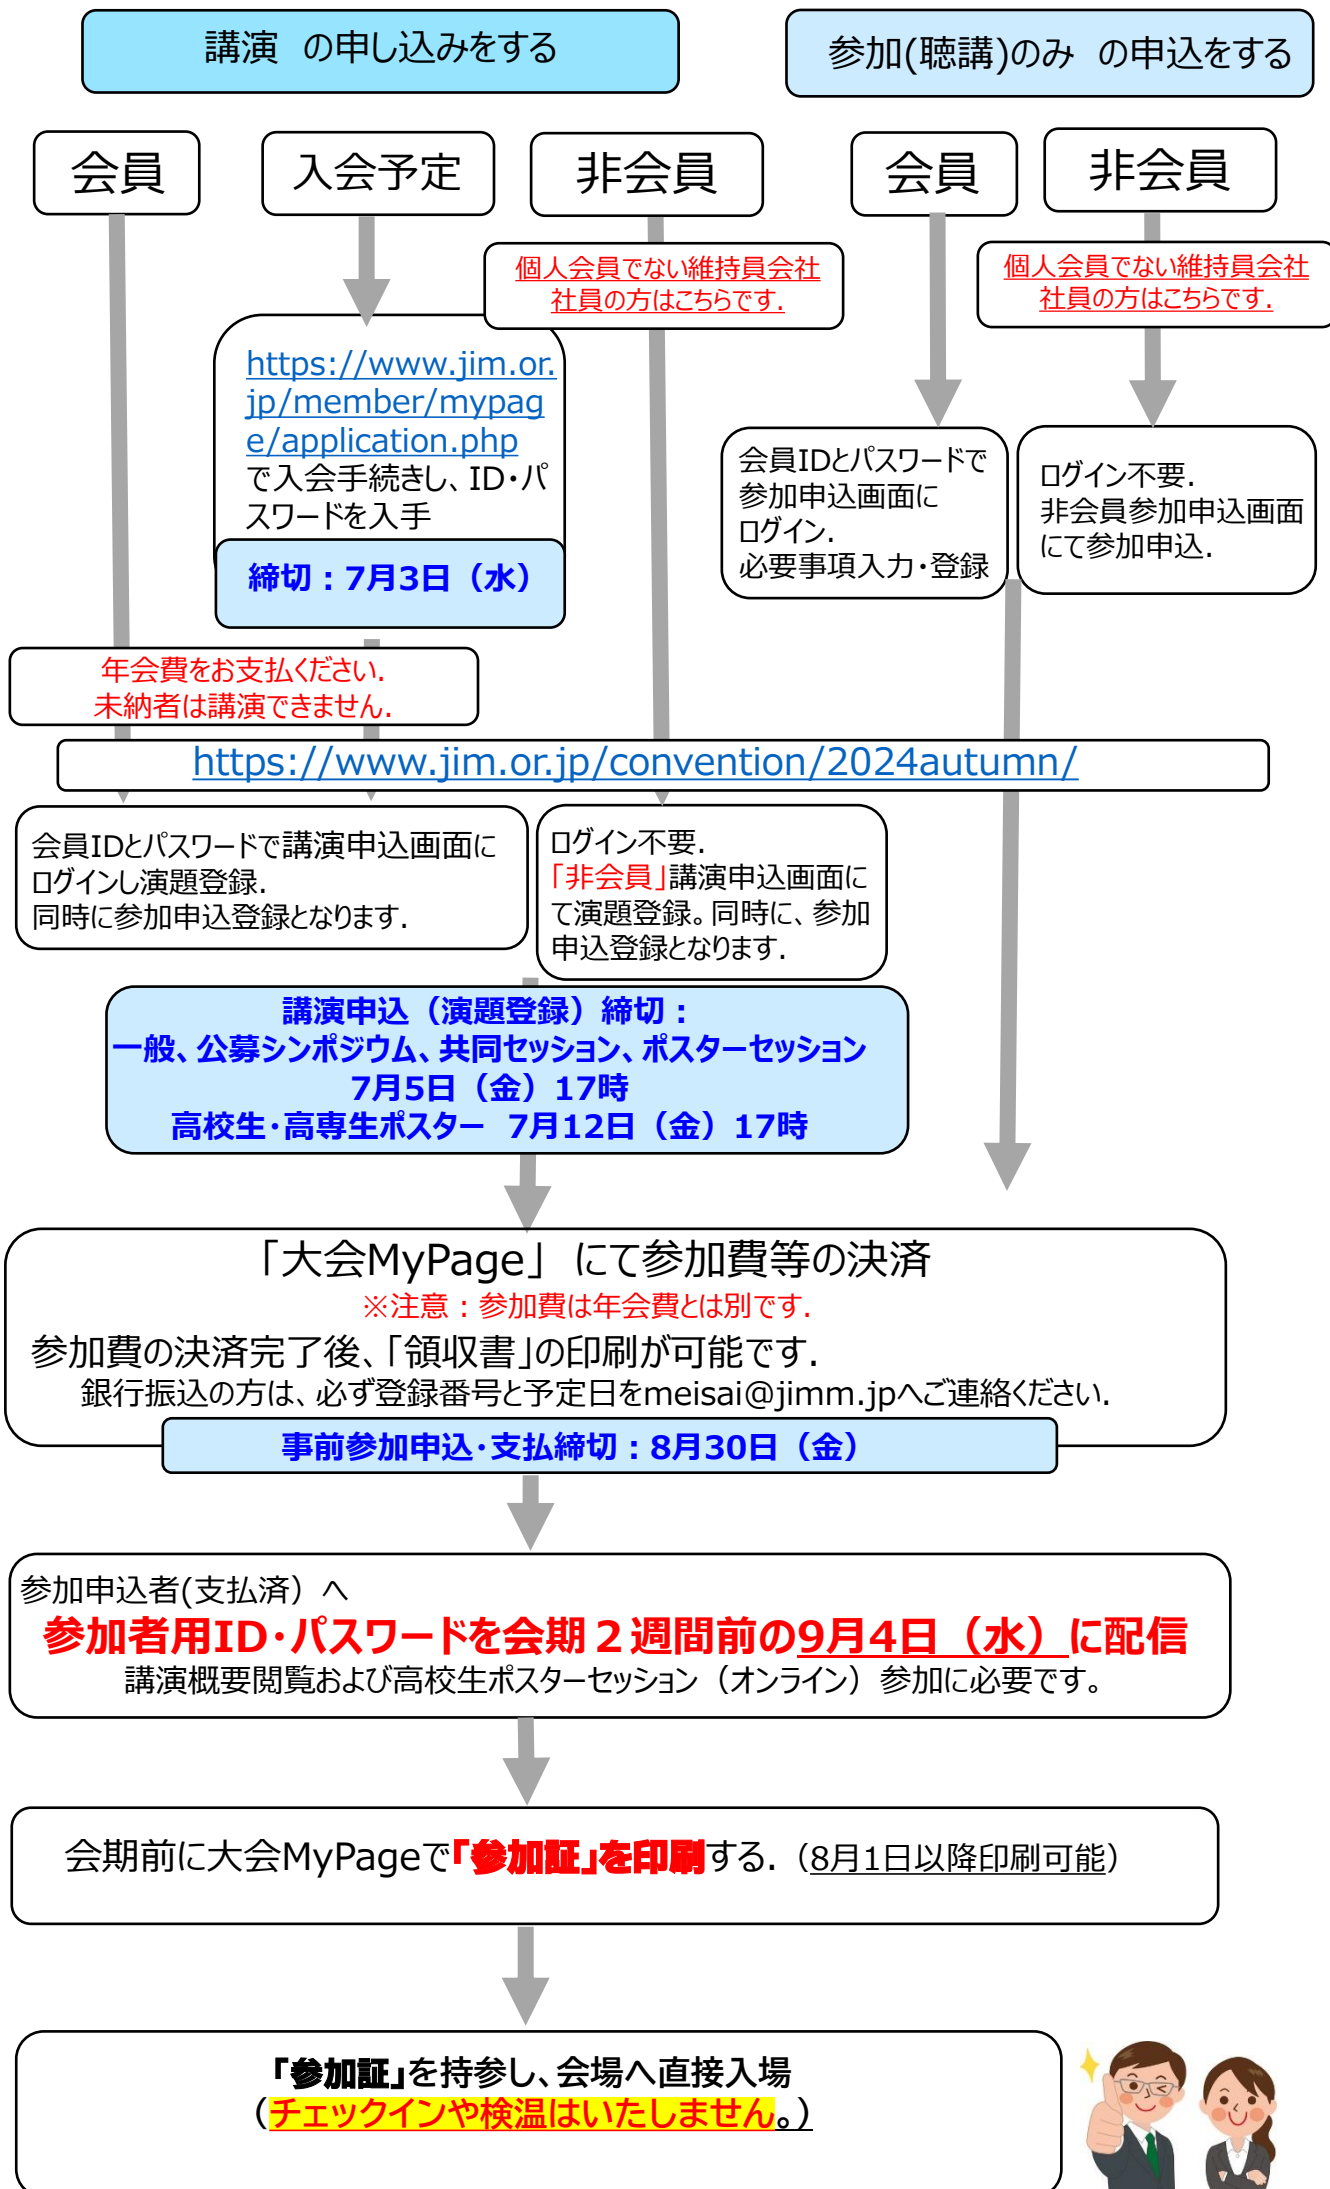 講演 の申し込みをする
参加(聴講)のみ の申込をする
会員
入会予定
非会員
会員
非会員
個人会員でない維持員会社
社員の方はこちらです.
個人会員でない維持員会社
社員の方はこちらです.
https://www.jim.or.
jp/member/mypag
e/application.php
で入会手続きし、ID・パ
スワードを入手
締切：7月3日（水）
会員IDとパスワードで
参加申込画面に
ログイン.
必要事項入力・登録
ログイン不要.
非会員参加申込画面
にて参加申込.
年会費をお支払ください.
未納者は講演できません.
https://www.jim.or.jp/convention/2024autumn/
会員IDとパスワードで講演申込画面に
ログインし演題登録.
同時に参加申込登録となります.
ログイン不要.
「非会員」講演申込画面に
て演題登録。同時に、参加
申込登録となります.
講演申込（演題登録）締切：
一般、公募シンポジウム、共同セッション、ポスターセッション
7月5日（金）17時
高校生・高専生ポスター 7月12日（金）17時
「大会MyPage」にて参加費等の決済
※注意：参加費は年会費とは別です.
参加費の決済完了後、「領収書」の印刷が可能です.
銀行振込の方は、必ず登録番号と予定日をmeisai@jimm.jpへご連絡ください.
事前参加申込・支払締切：8月30日（金）
参加申込者(支払済）へ
参加者用ID・パスワードを会期２週間前の9月4日（水）に配信
講演概要閲覧および高校生ポスターセッション（オンライン）参加に必要です。
会期前に大会MyPageで「参加証」を印刷する.（8月1日以降印刷可能）
「参加証」を持参し、会場へ直接入場
（チェックインや検温はいたしません。）